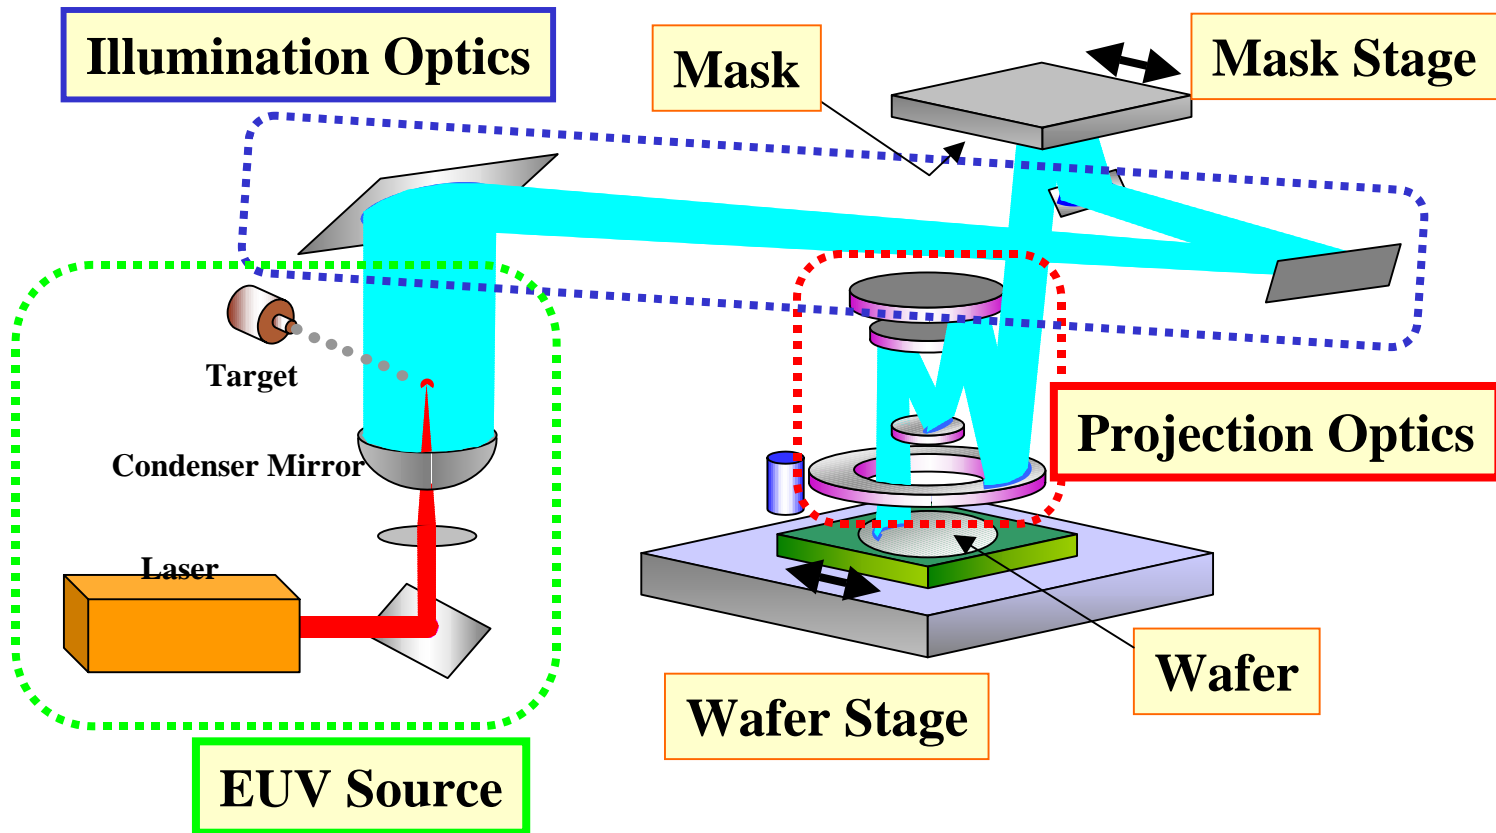 Illumination Optics
Mask
Mask Stage
Target
Condenser Mirror
Projection Optics
Laser
Wafer
Wafer Stage
EUV Source